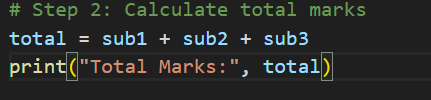 # Step 2: Calculate total marks
total = sub1 + sub2 + sub3
print("Total Marks:", total)